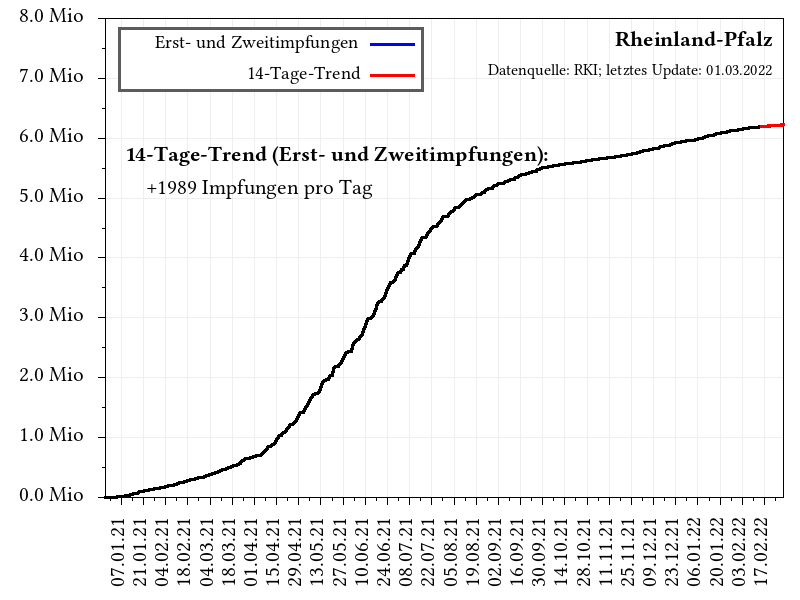 8.0 Mio
7.0 Mio
6.0 Mio
5.0 Mio
4.0 Mio
3.0 Mio
2.0 Mio
1.0 Mio
0.0 Mio
Erst- und Zweitimpfungen
14-Tage-Trend
Rheinland-Pfalz
Datenquelle: RKI; letztes Update: 01.03.2022
14-Tage-Trend (Erst- und Zweitimpfungen):
+1989 Impfungen pro Tag
07.01.21
21.01.21
04.02.21
18.02.21
04.03.21
18.03.21
01.04.21
15.04.21
29.04.21
13.05.21
27.05.21
10.06.21
24.06.21
08.07.21
22.07.21
05.08.21
19.08.21
02.09.21
16.09.21
30.09.21
14.10.21
28.10.21
11.11.21
25.11.21
09.12.21
23.12.21
06.01.22
20.01.22
03.02.22
17.02.22